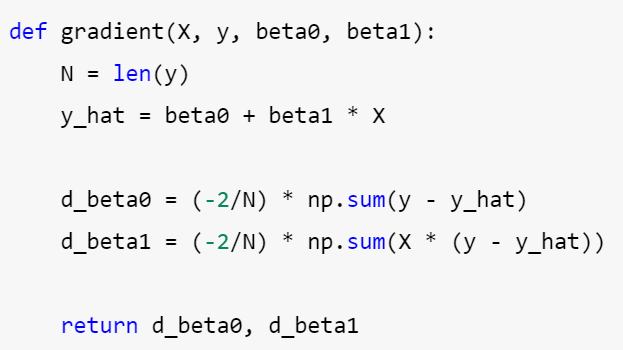 def gradient(X, y, beta0, beta1):
    N = len(y)
    y_hat = beta0 + beta1 * X

    d_beta0 = (-2/N) * np.sum(y - y_hat)
    d_beta1 = (-2/N) * np.sum(X * (y - y_hat))

    return d_beta0, d_beta1